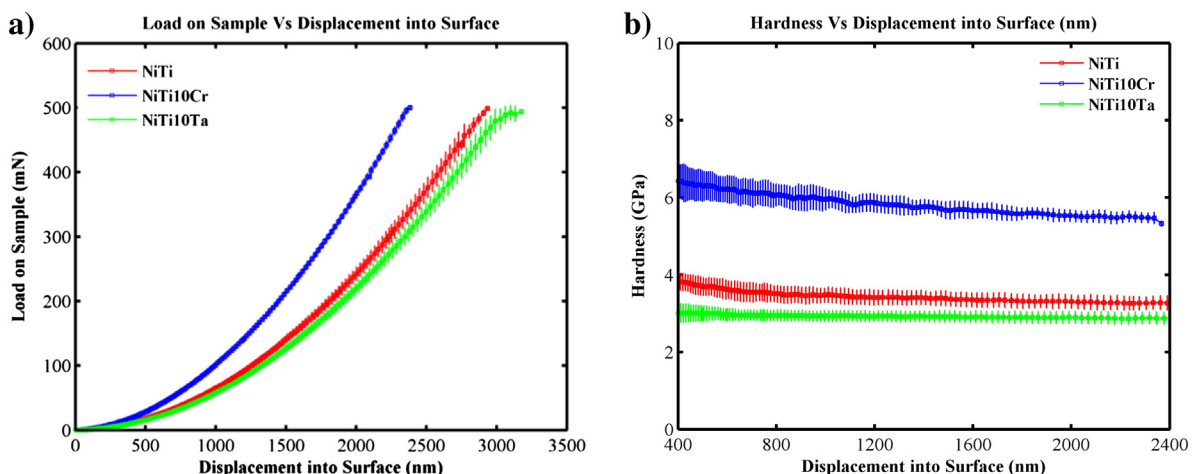 a)
Load on Sample Vs Displacement into Surface
600
500
400
300
200
100
0
Load on Sample (mN)
NiTi
NiTi10Cr
NiTi10Ta
0 500 1000 1500 2000 2500 3000 3500
Displacement into Surface (nm)
b)
Hardness Vs Displacement into Surface (nm)
10
8
6
4
2
0
Hardness (GPa)
NiTi
NiTi10Cr
NiTi10Ta
400 800 1200 1600 2000 2400
Displacement into Surface (nm)